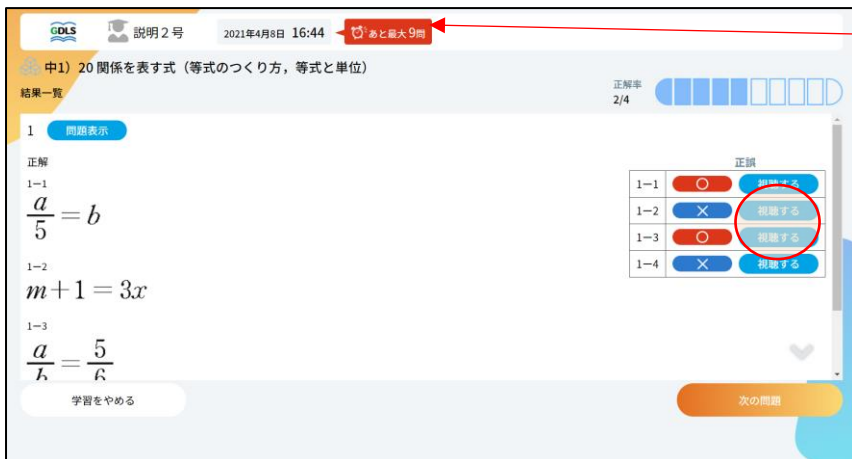 GDLS 説明2号 2021年4月8日 16:44 あと最大9問
中1）20 関係を表す式（等式のつくり方，等式と単位）
結果一覧
正解率
2/4
1 問題表示
正解
正誤
1−1
a/5 = b
1−2
m+1=3x
1−3
a/b = 5/6
1−1 ○ 視聴する
1−2 × 視聴する
1−3 ○ 視聴する
1−4 × 視聴する
学習をやめる
次の問題